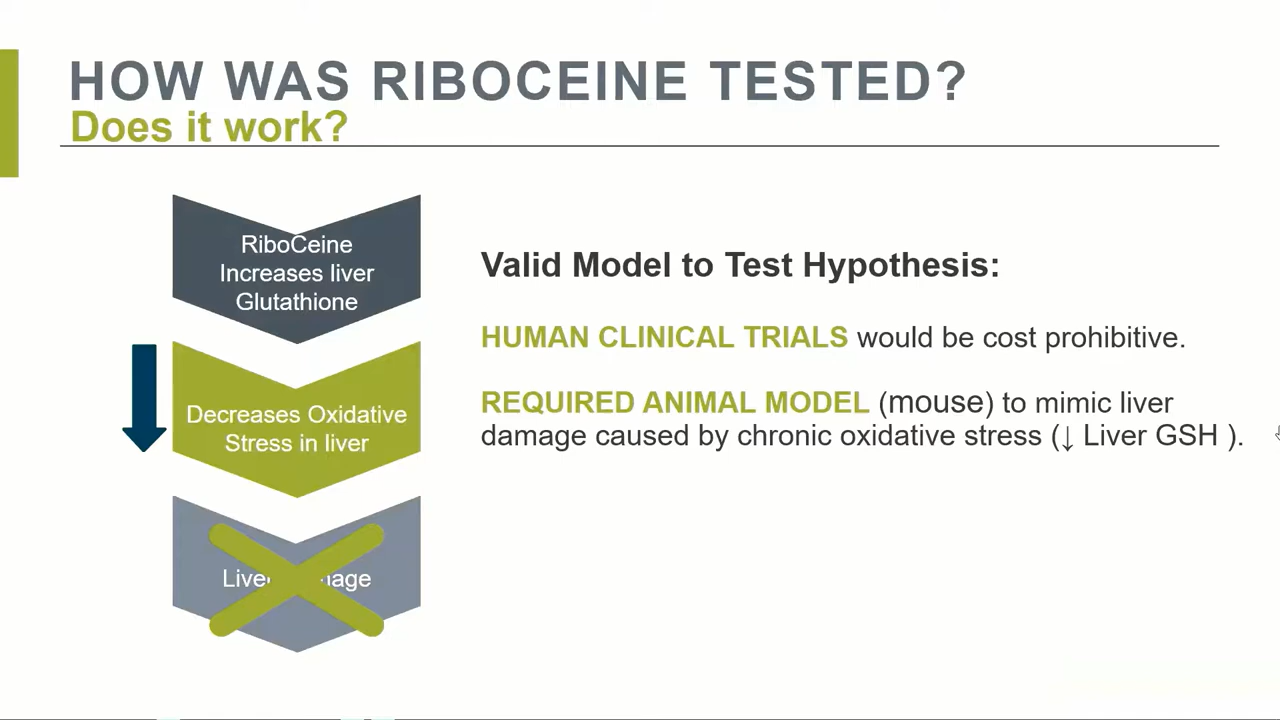 HOW WAS RIBOCEINE TESTED?
Does it work?
RiboCeine
Increases liver
Glutathione
Decreases Oxidative
Stress in liver
Valid Model to Test Hypothesis:
HUMAN CLINICAL TRIALS would be cost prohibitive.
REQUIRED ANIMAL MODEL (mouse) to mimic liver
damage caused by chronic oxidative stress (↓ Liver GSH ).